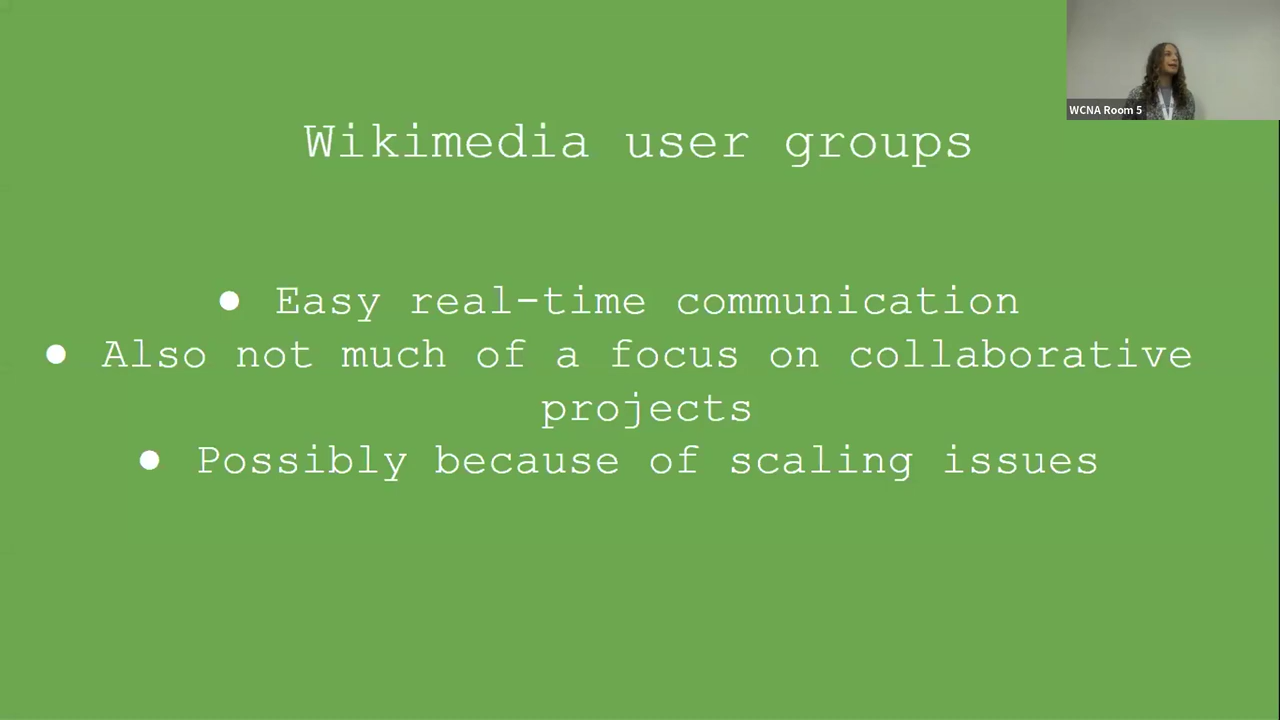 WCNA Room 5
Wikimedia user groups
● Easy real-time communication
● Also not much of a focus on collaborative
projects
● Possibly because of scaling issues